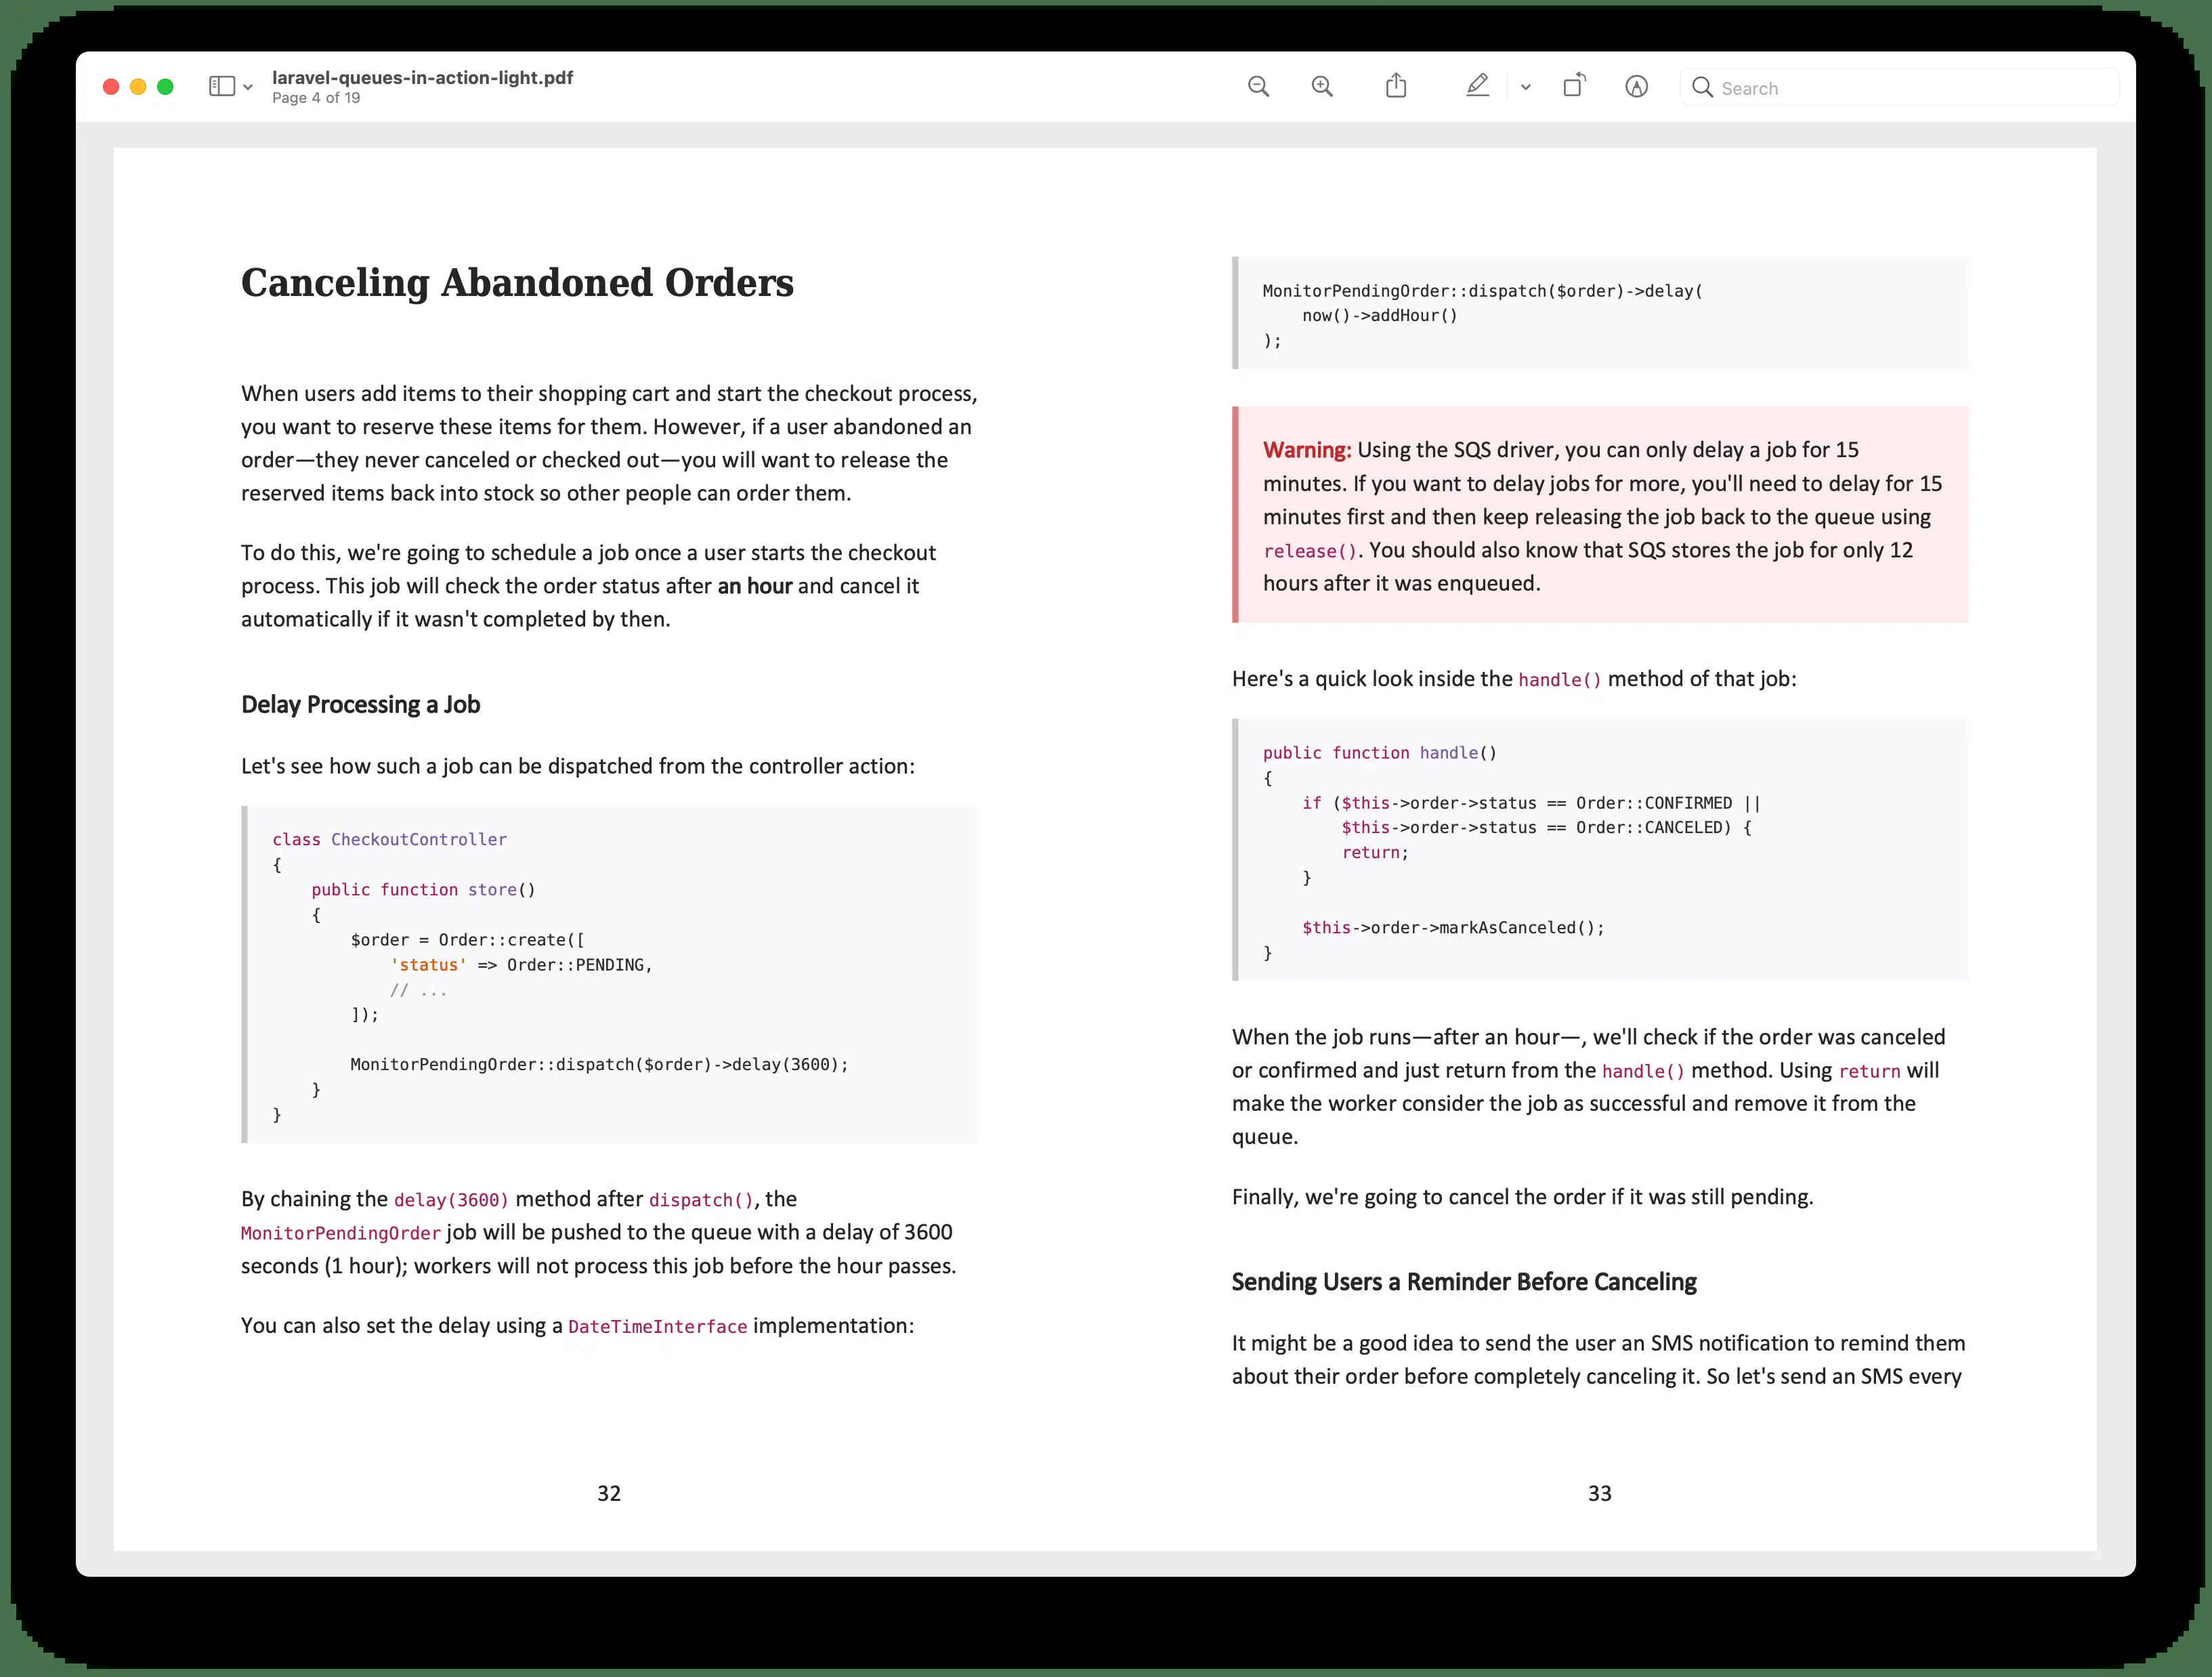 laravel-queues-in-action-light.pdf
Page 4 of 19
Search
Canceling Abandoned Orders
When users add items to their shopping cart and start the checkout process,
you want to reserve these items for them. However, if a user abandoned an
order—they never canceled or checked out—you will want to release the
reserved items back into stock so other people can order them.
To do this, we're going to schedule a job once a user starts the checkout
process. This job will check the order status after an hour and cancel it
automatically if it wasn't completed by then.
Delay Processing a Job
Let's see how such a job can be dispatched from the controller action:
class CheckoutController
{
    public function store()
    {
        $order = Order::create([
            'status' => Order::PENDING,
            // ...
        ]);

        MonitorPendingOrder::dispatch($order)->delay(3600);
    }
}
By chaining the delay(3600) method after dispatch(), the
MonitorPendingOrder job will be pushed to the queue with a delay of 3600
seconds (1 hour); workers will not process this job before the hour passes.
You can also set the delay using a DateTimeInterface implementation:
32
MonitorPendingOrder::dispatch($order)->delay(
    now()->addHour()
);
Warning: Using the SQS driver, you can only delay a job for 15
minutes. If you want to delay jobs for more, you'll need to delay for 15
minutes first and then keep releasing the job back to the queue using
release(). You should also know that SQS stores the job for only 12
hours after it was enqueued.
Here's a quick look inside the handle() method of that job:
public function handle()
{
    if ($this->order->status == Order::CONFIRMED ||
        $this->order->status == Order::CANCELED) {
        return;
    }

    $this->order->markAsCanceled();
}
When the job runs—after an hour—, we'll check if the order was canceled
or confirmed and just return from the handle() method. Using return will
make the worker consider the job as successful and remove it from the
queue.
Finally, we're going to cancel the order if it was still pending.
Sending Users a Reminder Before Canceling
It might be a good idea to send the user an SMS notification to remind them
about their order before completely canceling it. So let's send an SMS every
33